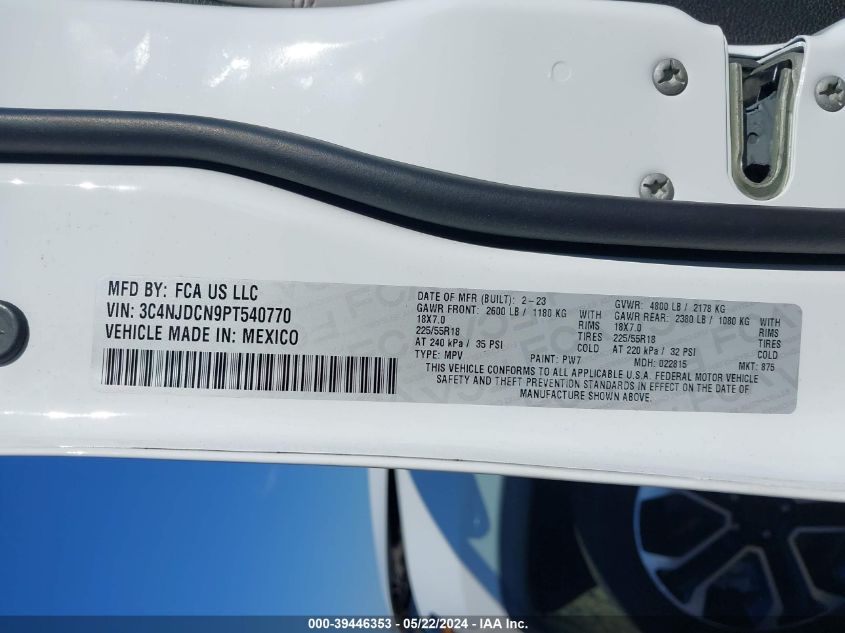 MFD BY: FCA US LLC
VIN: 3C4NJDCN9PT540770
VEHICLE MADE IN: MEXICO
DATE OF MFR (BUILT): 2-23
GAWR FRONT: 2600 LB / 1180 KG WITH
18X7.0 RIMS
225/55R18 TIRES
AT 240 kPa / 35 PSI COLD
TYPE: MPV PAINT: PW7
GVWR: 4800 LB / 2178 KG
GAWR REAR: 2380 LB / 1080 KG WITH
18X7.0 RIMS
225/55R18 TIRES
AT 220 kPa / 32 PSI COLD
MDH: 022815 MKT: 875
THIS VEHICLE CONFORMS TO ALL APPLICABLE U.S.A. FEDERAL MOTOR VEHICLE
SAFETY AND THEFT PREVENTION STANDARDS IN EFFECT ON THE DATE OF
MANUFACTURE SHOWN ABOVE.
000-39446353 - 05/22/2024 - IAA Inc.